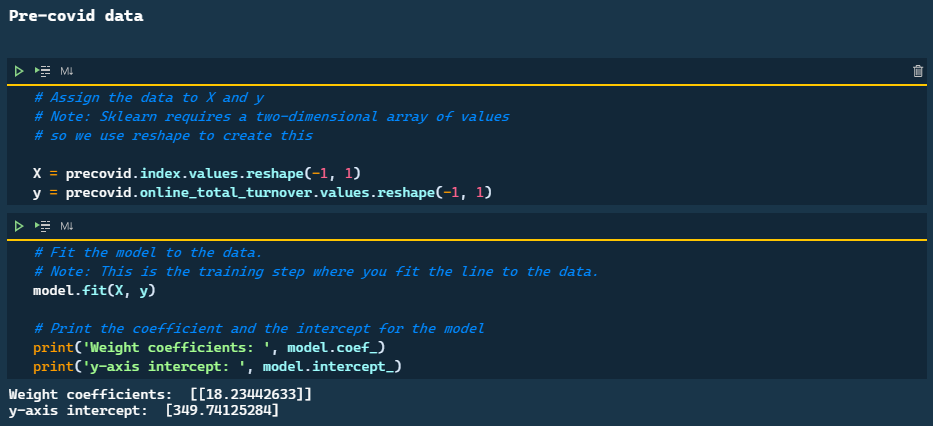 Pre-covid data
M↓
# Assign the data to X and y
# Note: Sklearn requires a two-dimensional array of values
# so we use reshape to create this
X = precovid.index.values.reshape(-1, 1)
y = precovid.online_total_turnover.values.reshape(-1, 1)
M↓
# Fit the model to the data.
# Note: This is the training step where you fit the line to the data.
model.fit(X, y)
# Print the coefficient and the intercept for the model
print('Weight coefficients: ', model.coef_)
print('y-axis intercept: ', model.intercept_)
Weight coefficients:  [[18.23442633]]
y-axis intercept:  [349.74125284]